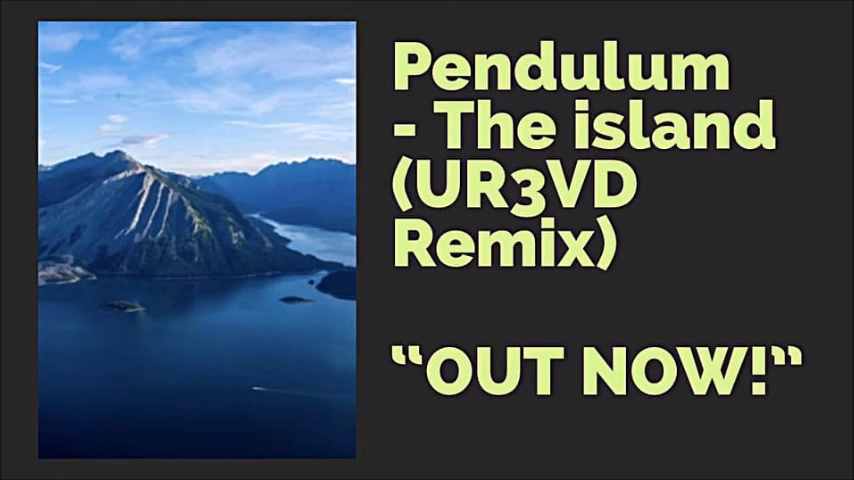 Pendulum
- The island
(UR3VD
Remix)
“OUT NOW!”